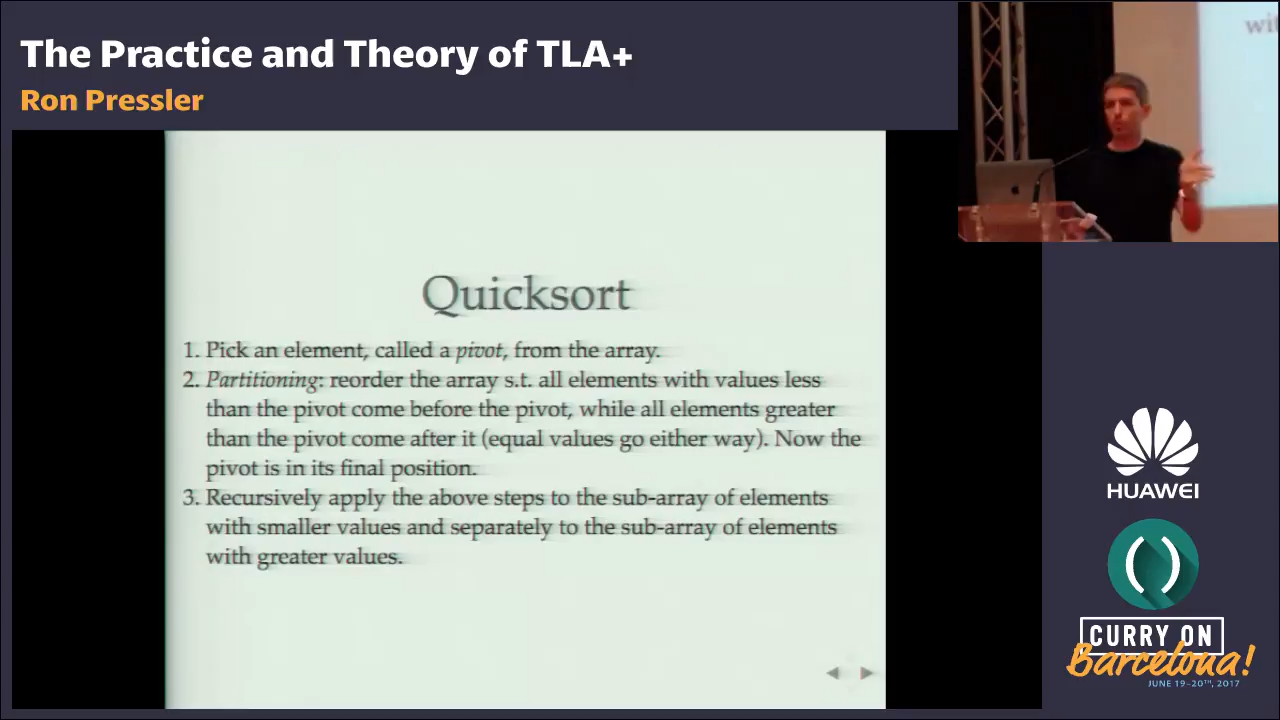 The Practice and Theory of TLA+
Ron Pressler
wit
Quicksort
1. Pick an element, called a pivot, from the array.
2. Partitioning: reorder the array s.t. all elements with values less
than the pivot come before the pivot, while all elements greater
than the pivot come after it (equal values go either way). Now the
pivot is in its final position.
3. Recursively apply the above steps to the sub-array of elements
with smaller values and separately to the sub-array of elements
with greater values.
HUAWEI
CURRY ON
Barcelona!
JUNE 19-20TH, 2017